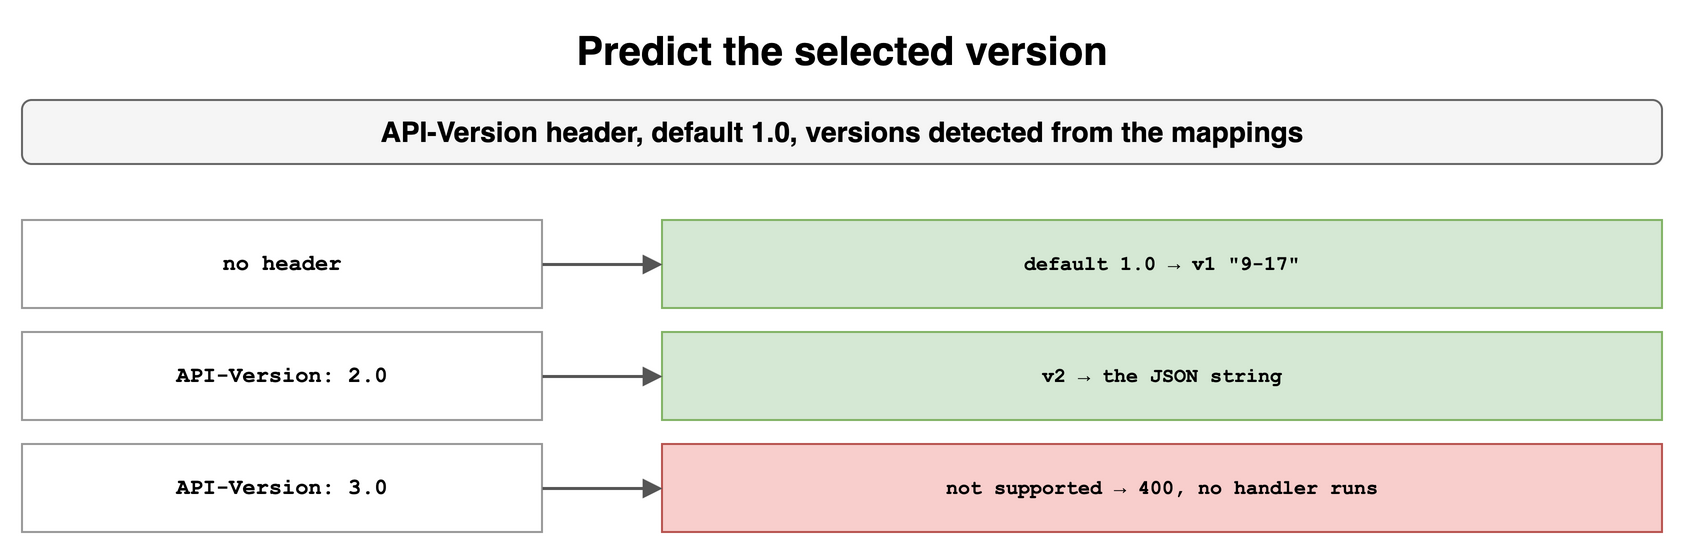 Predict the selected version
API-Version header, default 1.0, versions detected from the mappings
no header
default 1.0 → v1 "9-17"
API-Version: 2.0
v2 → the JSON string
API-Version: 3.0
not supported → 400, no handler runs